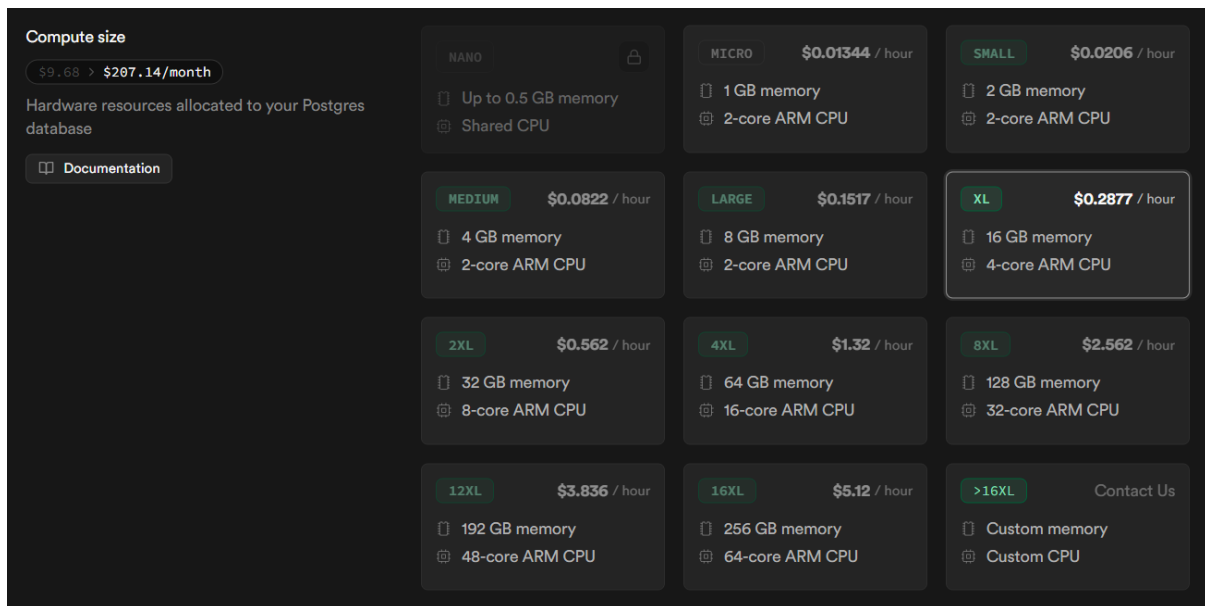 Compute size
$9.68 > $207.14/month
Hardware resources allocated to your Postgres
database
Documentation
NANO
Up to 0.5 GB memory
Shared CPU
MICRO $0.01344 / hour
1 GB memory
2-core ARM CPU
SMALL $0.0206 / hour
2 GB memory
2-core ARM CPU
MEDIUM $0.0822 / hour
4 GB memory
2-core ARM CPU
LARGE $0.1517 / hour
8 GB memory
2-core ARM CPU
XL $0.2877 / hour
16 GB memory
4-core ARM CPU
2XL $0.562 / hour
32 GB memory
8-core ARM CPU
4XL $1.32 / hour
64 GB memory
16-core ARM CPU
8XL $2.562 / hour
128 GB memory
32-core ARM CPU
12XL $3.836 / hour
192 GB memory
48-core ARM CPU
16XL $5.12 / hour
256 GB memory
64-core ARM CPU
>16XL Contact Us
Custom memory
Custom CPU